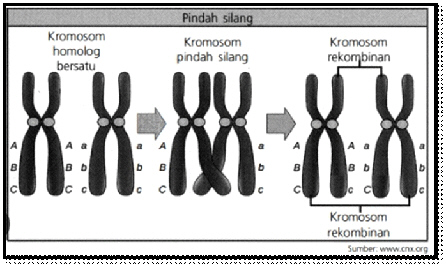 Pindah silang
Kromosom
homolog
bersatu
Kromosom
pindah silang
Kromosom
rekombinan
A A a a A a A A a a
B B b b B b B b B b
C C c c C c C C c c
Kromosom
rekombinan
Sumber: www.cnx.org